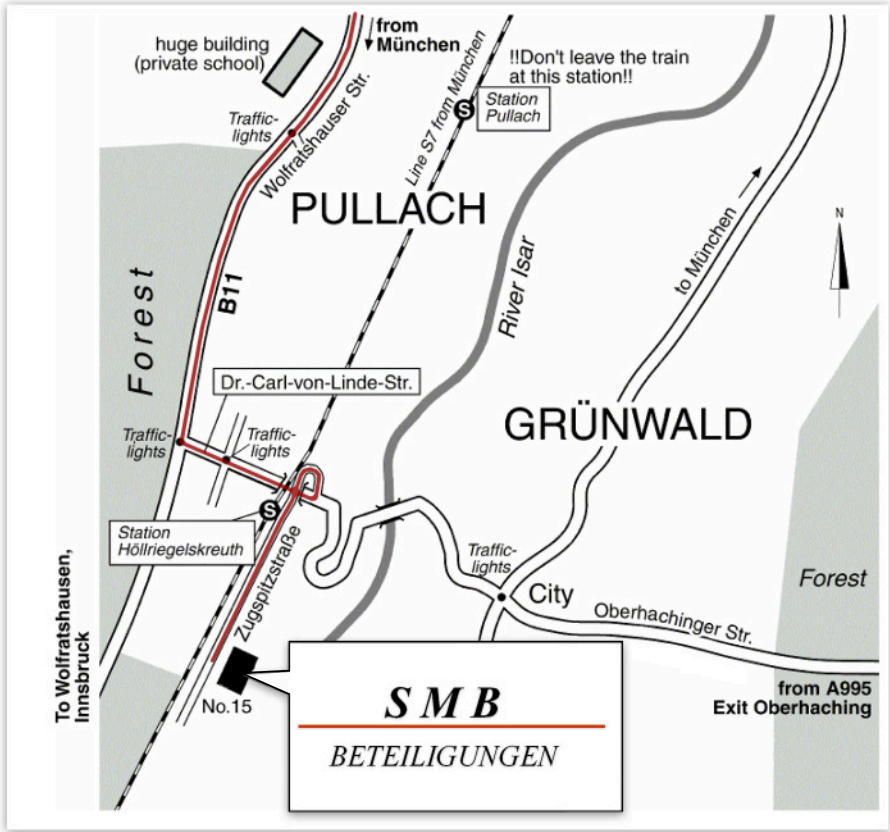 from
München
huge building
(private school)
!!Don't leave the train
at this station!!
Station
Pullach
S
Line S7 from München
Traffic-
lights
Wolfratshauser Str.
PULLACH
N
to München
River Isar
B11
Forest
Dr.-Carl-von-Linde-Str.
GRÜNWALD
Traffic-
lights
Traffic-
lights
S
Station
Höllriegelskreuth
Zugspitzstraße
Traffic-
lights
City
Forest
Oberhachinger Str.
To Wolfratshausen,
Innsbruck
from A995
Exit Oberhaching
No.15
S M B
BETEILIGUNGEN